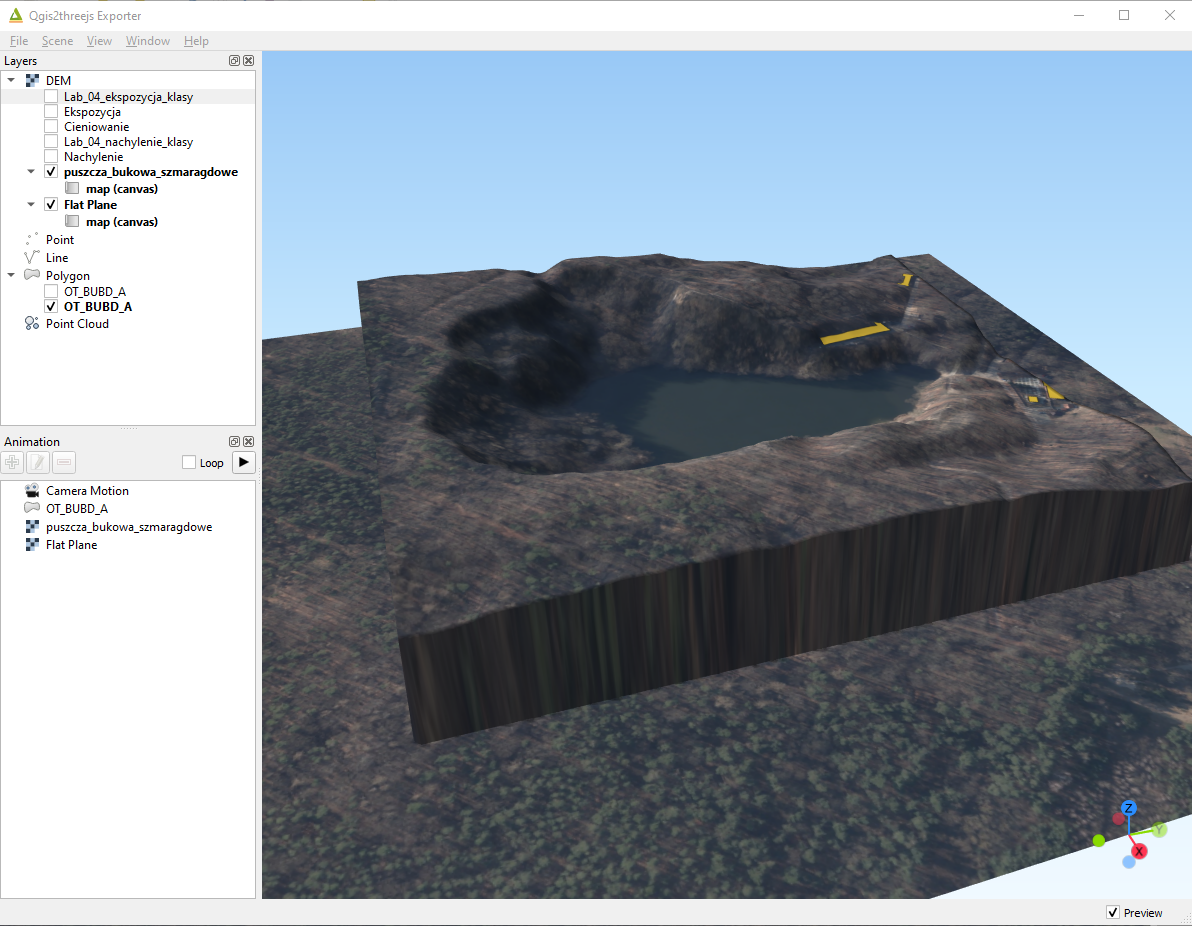 Qgis2threejs Exporter
File Scene View Window Help
Layers
DEM
Lab_04_ekspozycja_klasy
Ekspozycja
Cieniowanie
Lab_04_nachylenie_klasy
Nachylenie
puszcza_bukowa_szmaragdowe
map (canvas)
Flat Plane
map (canvas)
Point
Line
Polygon
OT_BUBD_A
OT_BUBD_A
Point Cloud
Animation
Loop
Camera Motion
OT_BUBD_A
puszcza_bukowa_szmaragdowe
Flat Plane
Z
Y
X
Preview